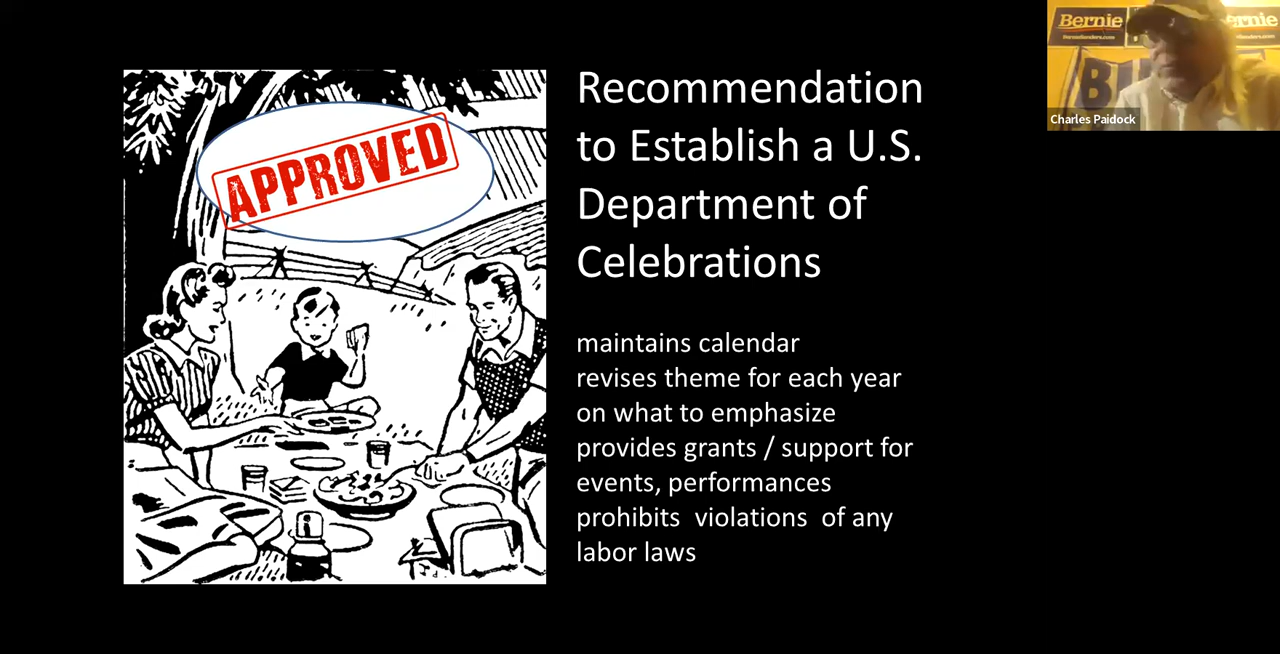 Recommendation
to Establish a U.S.
Department of
Celebrations
maintains calendar
revises theme for each year
on what to emphasize
provides grants / support for
events, performances
prohibits violations of any
labor laws
APPROVED
Bernie
ernie
Charles Paidock